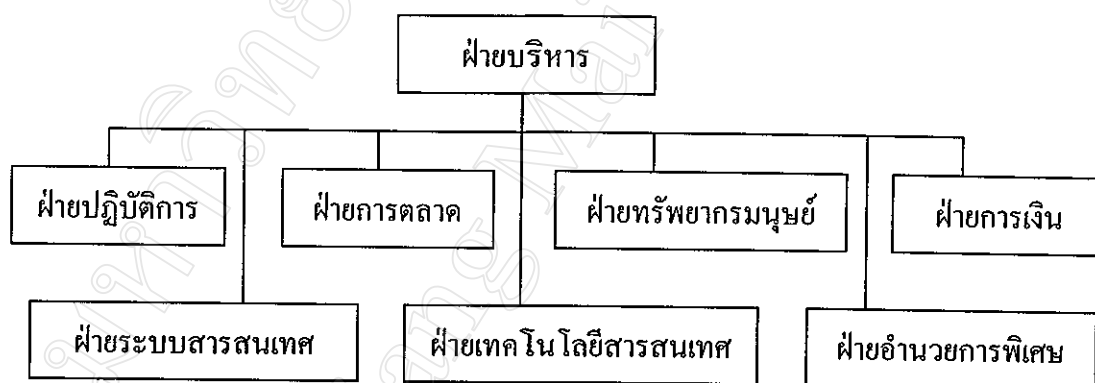 ฝ่ายบริหาร
ฝ่ายปฏิบัติการ
ฝ่ายการตลาด
ฝ่ายทรัพยากรมนุษย์
ฝ่ายการเงิน
ฝ่ายระบบสารสนเทศ
ฝ่ายเทคโนโลยีสารสนเทศ
ฝ่ายอำนวยการพิเศษ